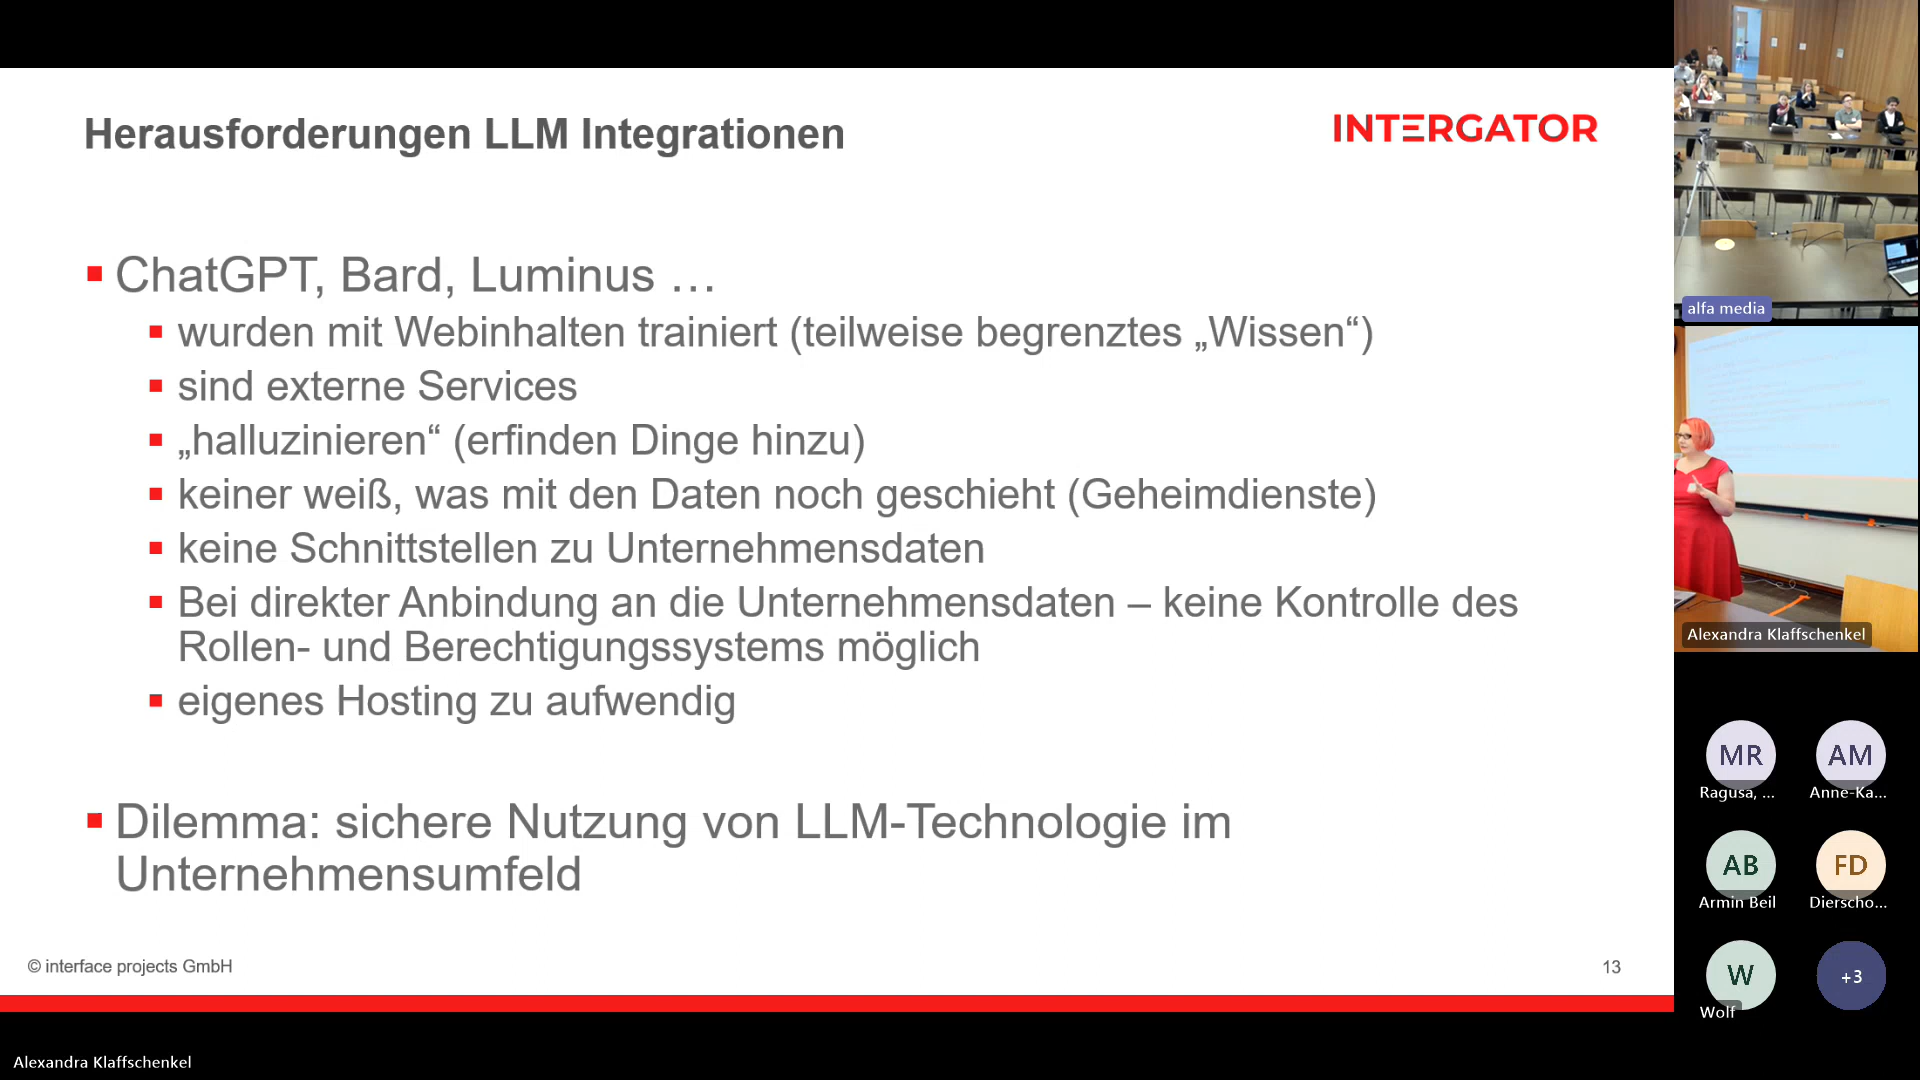 Herausforderungen LLM Integrationen
INTERGATOR
ChatGPT, Bard, Luminus …
wurden mit Webinhalten trainiert (teilweise begrenztes „Wissen“)
sind externe Services
„halluzinieren“ (erfinden Dinge hinzu)
keiner weiß, was mit den Daten noch geschieht (Geheimdienste)
keine Schnittstellen zu Unternehmensdaten
Bei direkter Anbindung an die Unternehmensdaten – keine Kontrolle des
Rollen- und Berechtigungssystems möglich
eigenes Hosting zu aufwendig
Dilemma: sichere Nutzung von LLM-Technologie im
Unternehmensumfeld
© interface projects GmbH
13
Alexandra Klaffschenkel
alfa media
Alexandra Klaffschenkel
MR
Ragusa, ...
AM
Anne-Ka...
AB
Armin Beil
FD
Dierscho...
W
Wolf
+3